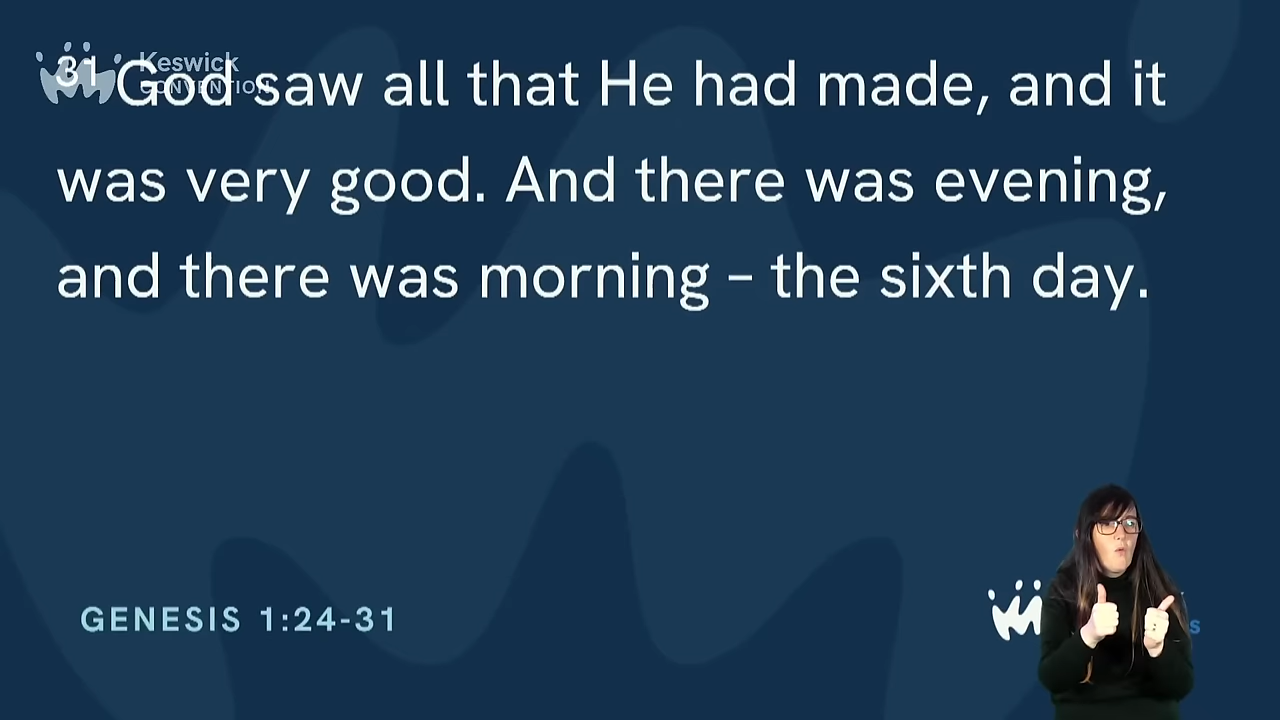 Keswick
CONVENTION
31 God saw all that He had made, and it
was very good. And there was evening,
and there was morning – the sixth day.
GENESIS 1:24-31